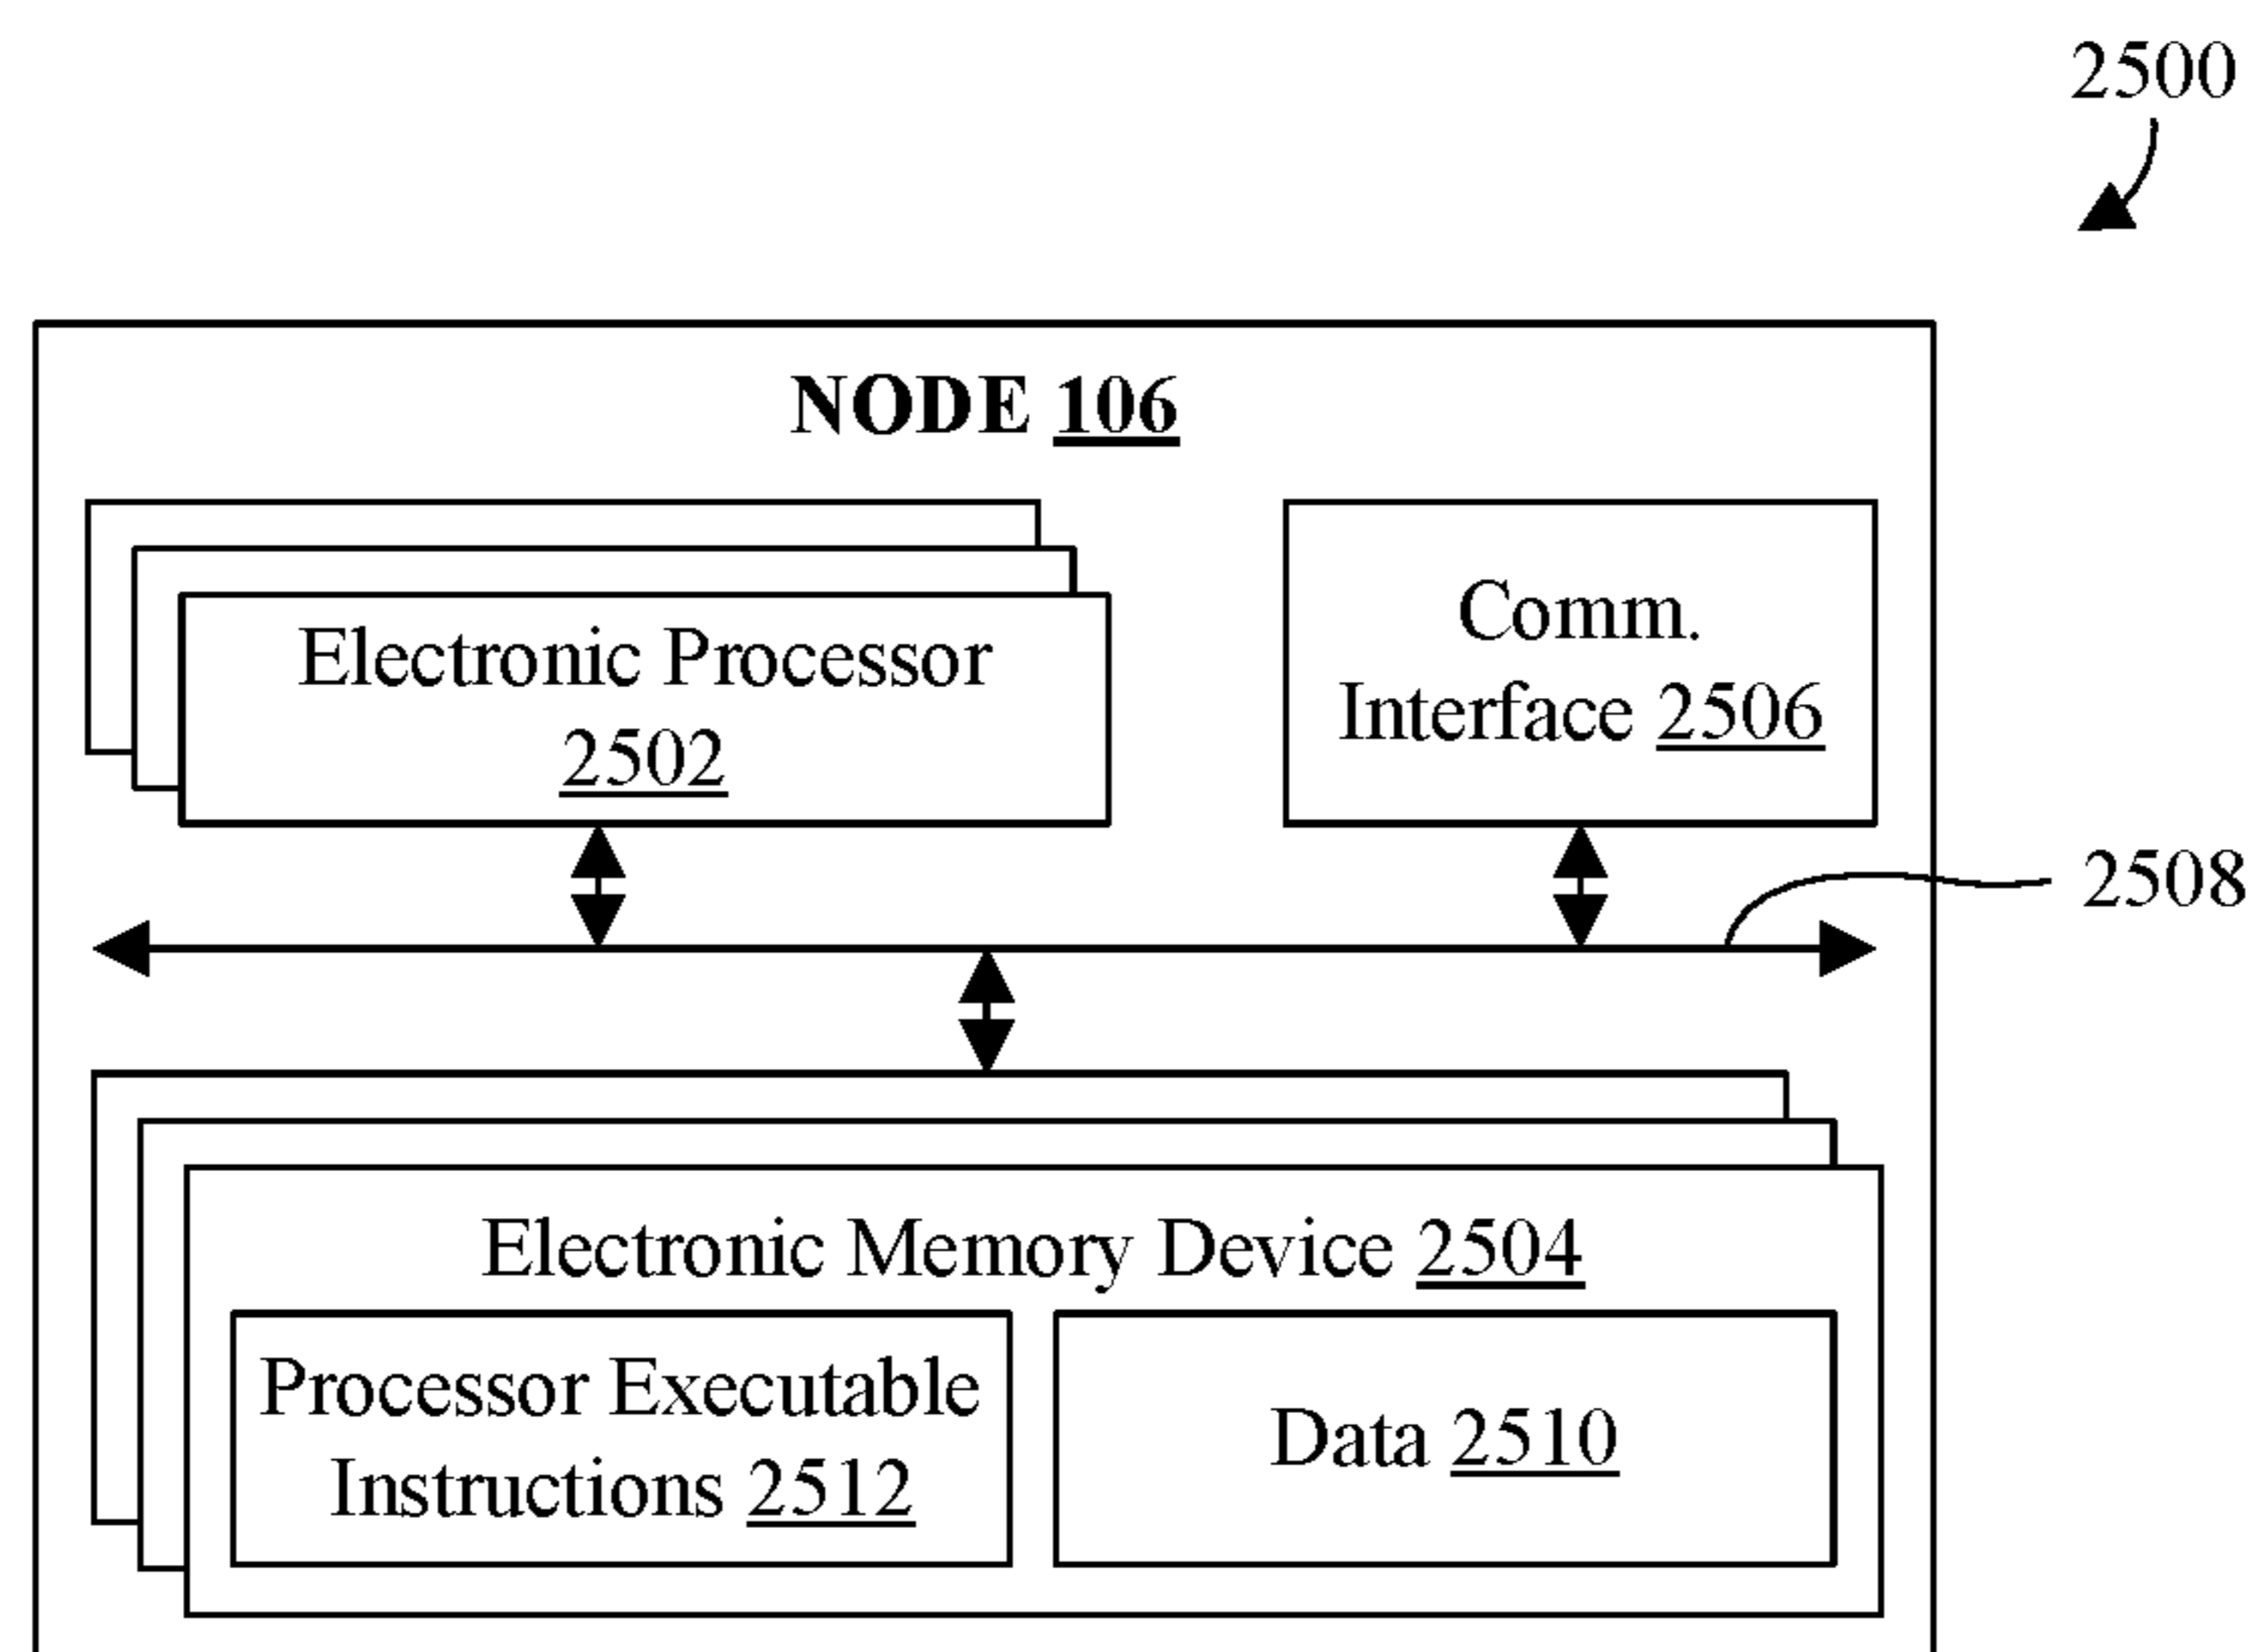 2500
NODE 106
Electronic Processor
2502
Comm.
Interface 2506
2508
Electronic Memory Device 2504
Processor Executable
Instructions 2512
Data 2510